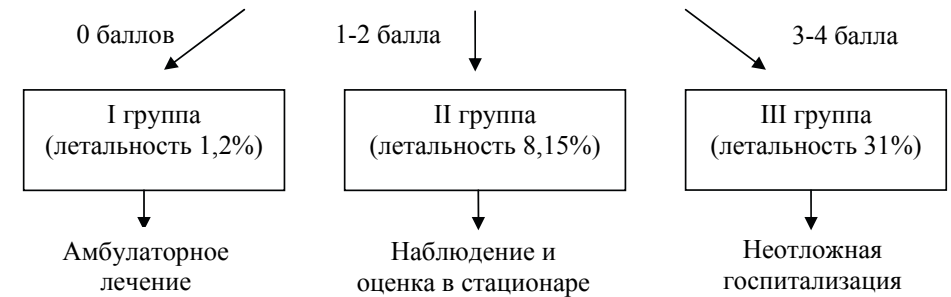 0 баллов
1-2 балла
3-4 балла
I группа
(летальность 1,2%)
II группа
(летальность 8,15%)
III группа
(летальность 31%)
Амбулаторное
лечение
Наблюдение и
оценка в стационаре
Неотложная
госпитализация